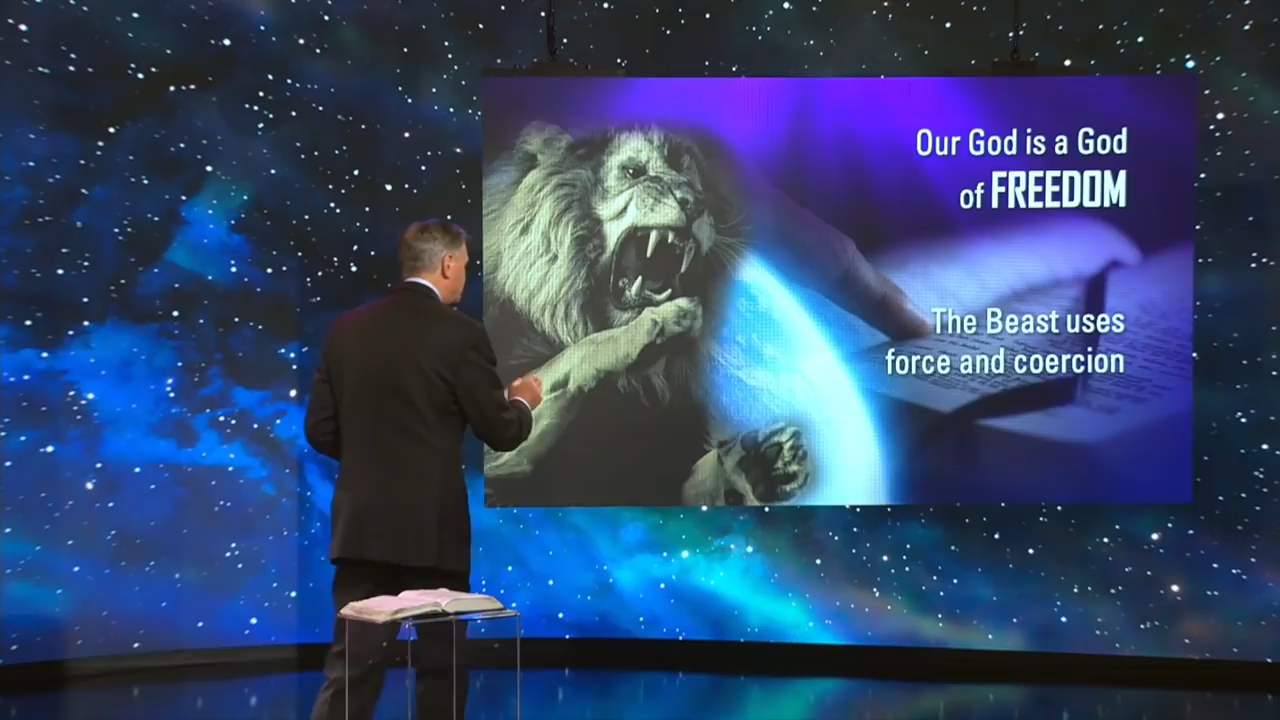 Our God is a God
of FREEDOM
The Beast uses
force and coercion